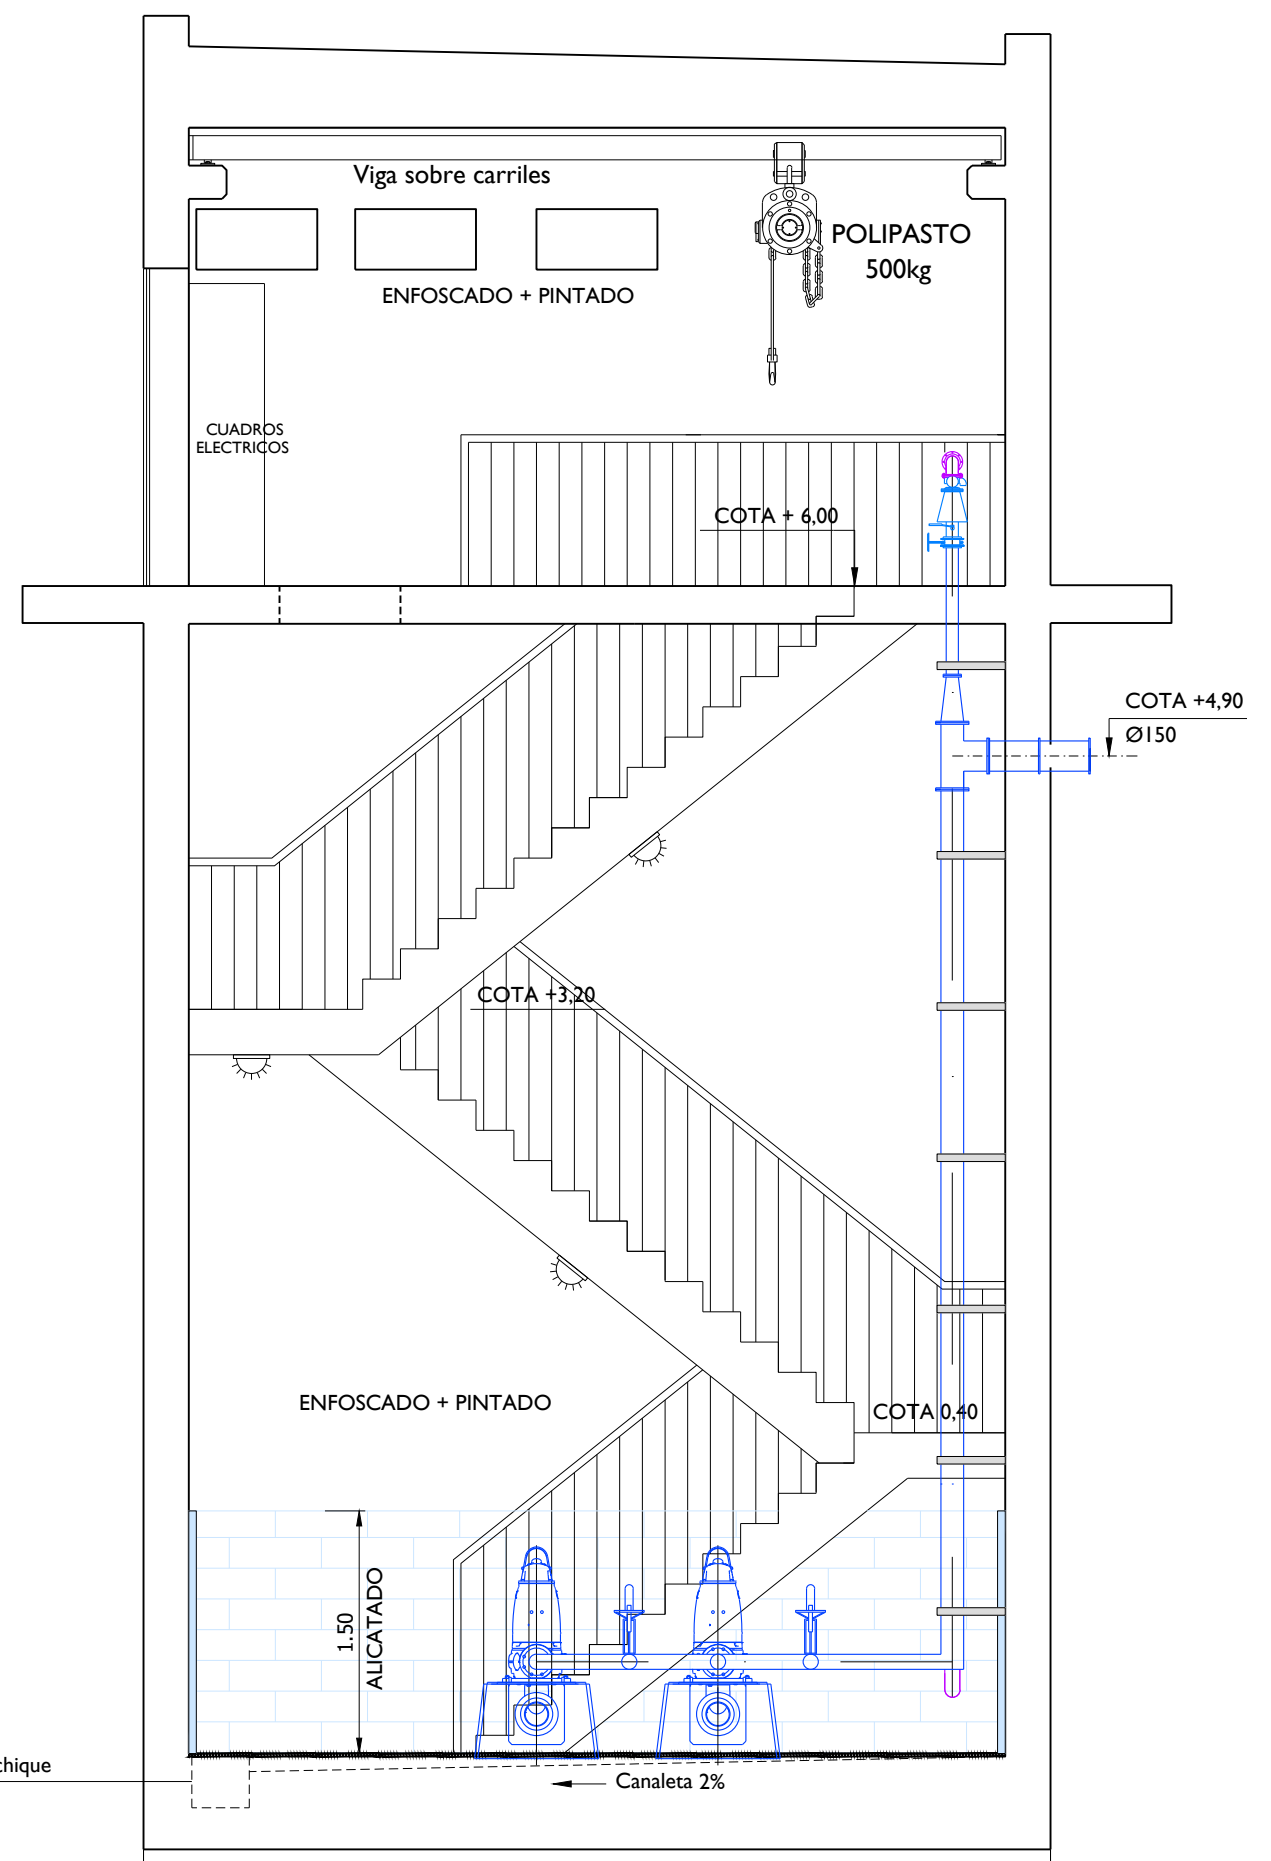 Viga sobre carriles
POLIPASTO
500kg
ENFOSCADO + PINTADO
CUADROS
ELECTRICOS
COTA + 6,00
COTA +4,90
Ø150
COTA +3,20
ENFOSCADO + PINTADO
COTA 0,40
1.50
ALICATADO
Canaleta 2%